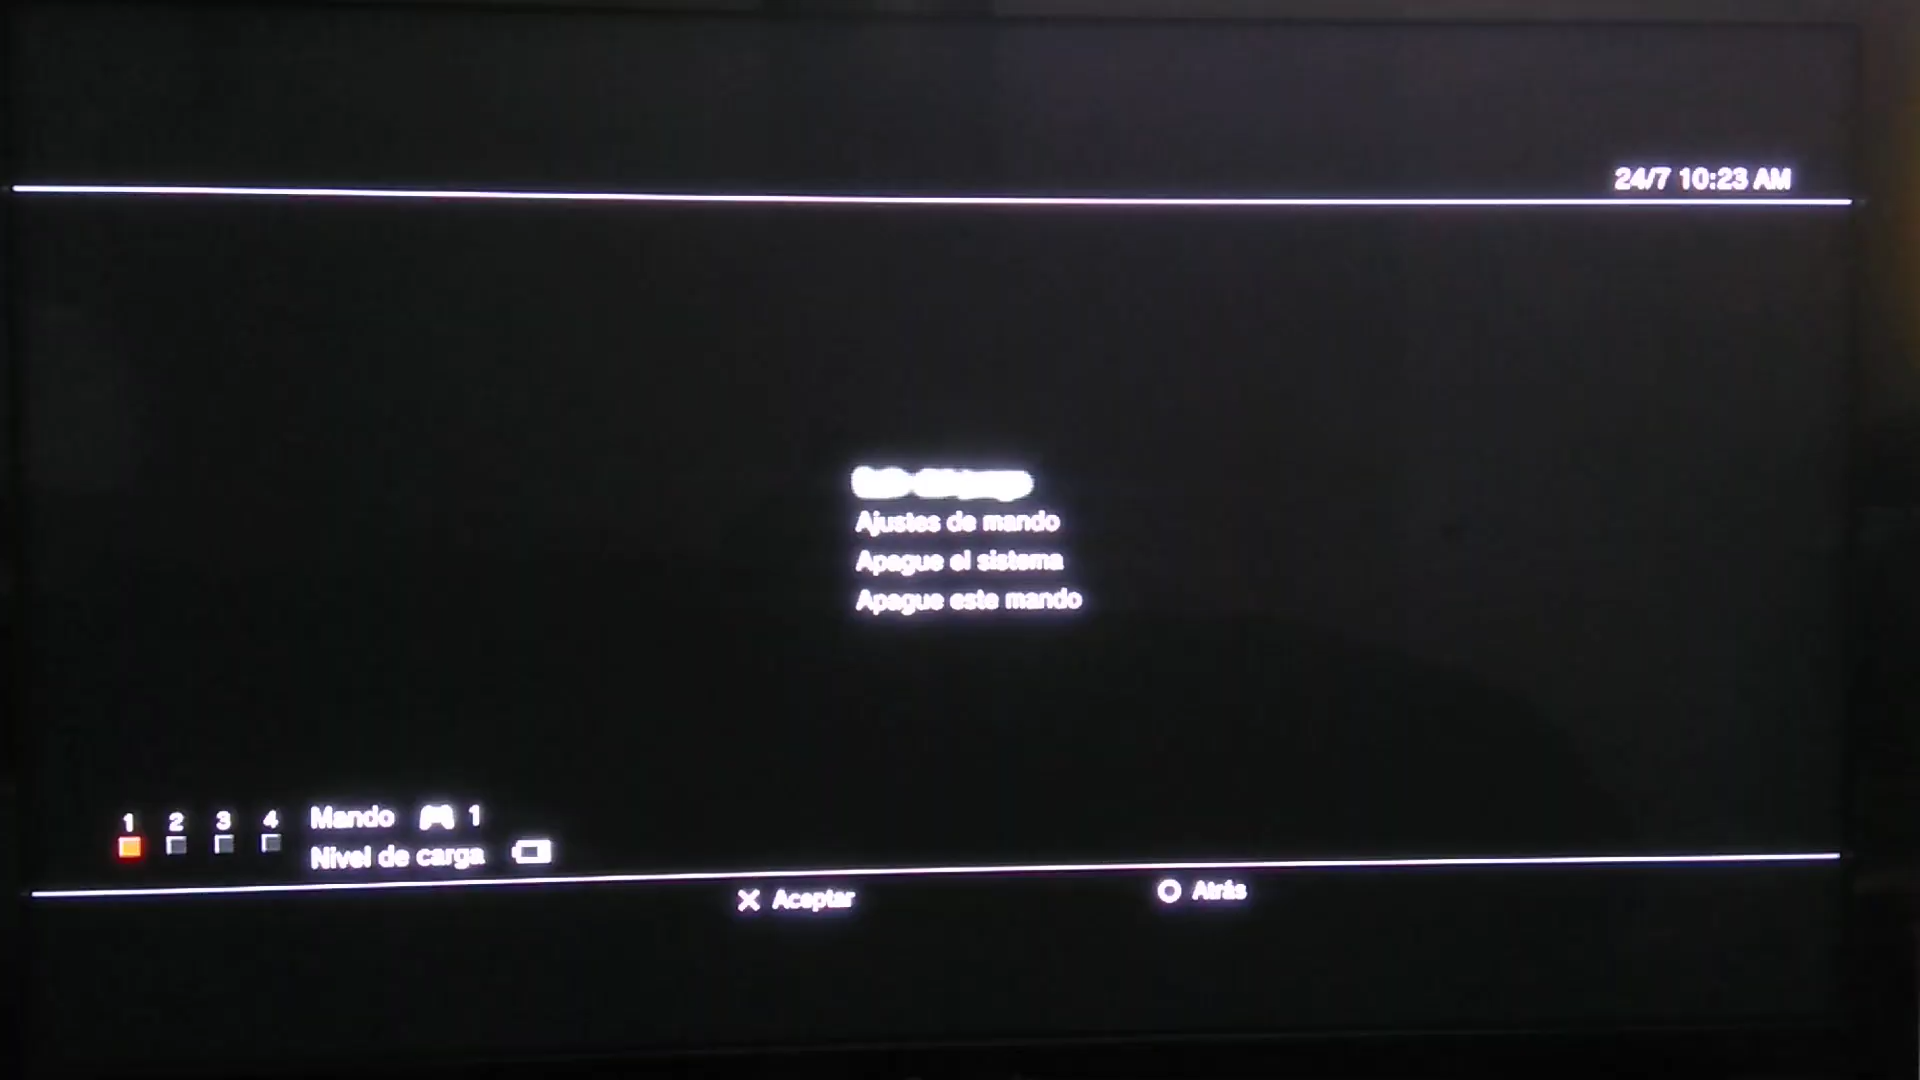 24/7 10:23 AM
Ajustes de mando
Apague el sistema
Apague este mando
1 2 3 4 Mando 1
Nivel de carga
Aceptar
Atrás